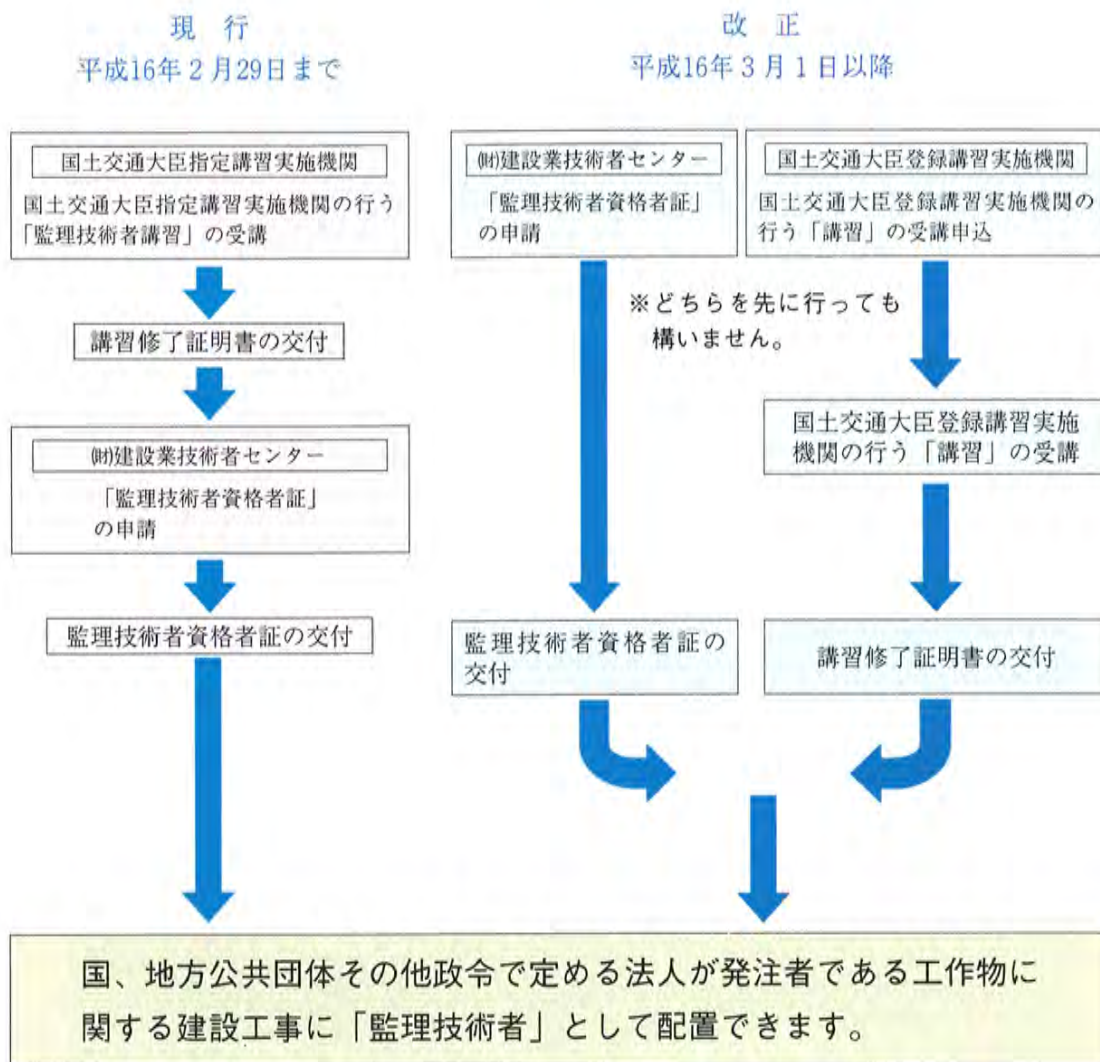 現行
平成16年2月29日まで
国土交通大臣指定講習実施機関
国土交通大臣指定講習実施機関の行う
「監理技術者講習」の受講
講習修了証明書の交付
㈶建設業技術者センター
「監理技術者資格者証」
の申請
監理技術者資格者証の交付
改正
平成16年3月1日以降
㈶建設業技術者センター
「監理技術者資格者証」
の申請
国土交通大臣登録講習実施機関
国土交通大臣登録講習実施機関の
行う「講習」の受講申込
※どちらを先に行っても
構いません。
国土交通大臣登録講習実施
機関の行う「講習」の受講
監理技術者資格者証の
交付
講習修了証明書の交付
国、地方公共団体その他政令で定める法人が発注者である工作物に
関する建設工事に「監理技術者」として配置できます。